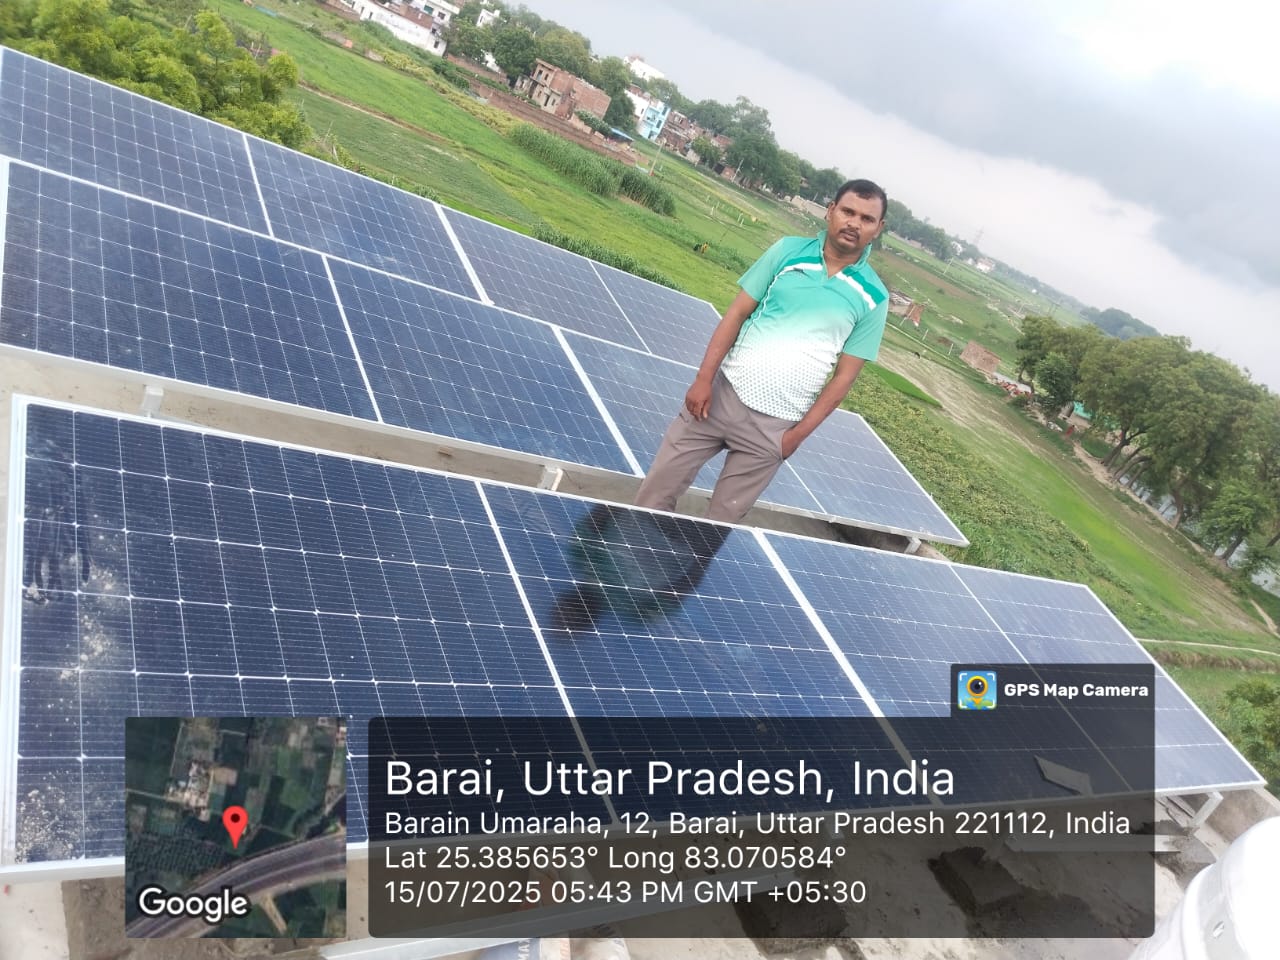 GPS Map Camera
Barai, Uttar Pradesh, India
Barain Umaraha, 12, Barai, Uttar Pradesh 221112, India
Lat 25.385653° Long 83.070584°
15/07/2025 05:43 PM GMT +05:30
Google